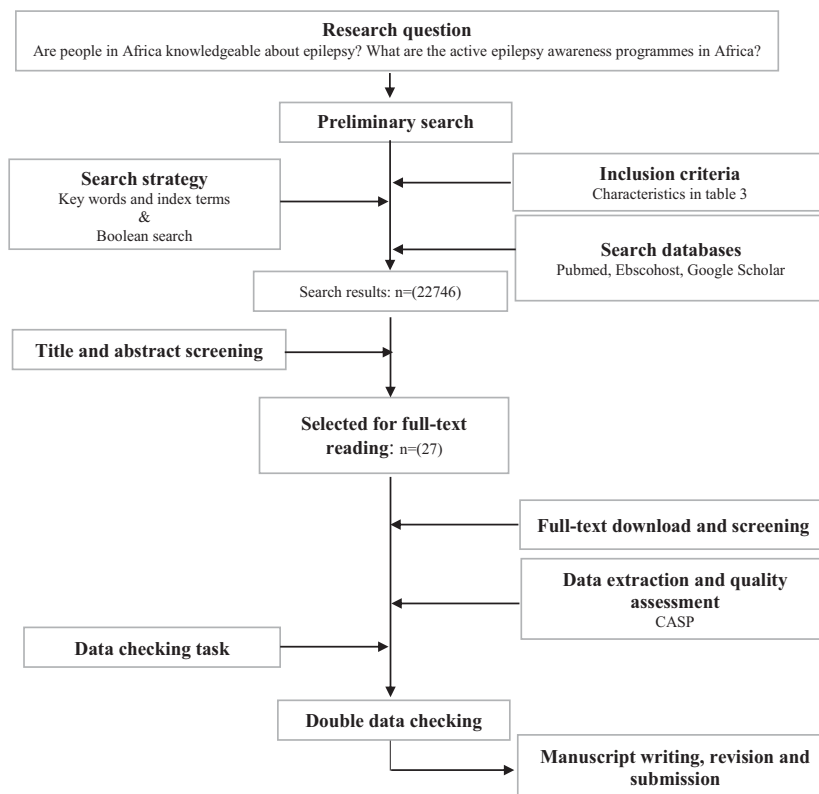 Research question
Are people in Africa knowledgeable about epilepsy? What are the active epilepsy awareness programmes in Africa?
Preliminary search
Search strategy
Key words and index terms
&
Boolean search
Inclusion criteria
Characteristics in table 3
Search databases
Pubmed, Ebscohost, Google Scholar
Search results: n=(22746)
Title and abstract screening
Selected for full-text
reading: n=(27)
Full-text download and screening
Data extraction and quality
assessment
CASP
Data checking task
Double data checking
Manuscript writing, revision and
submission